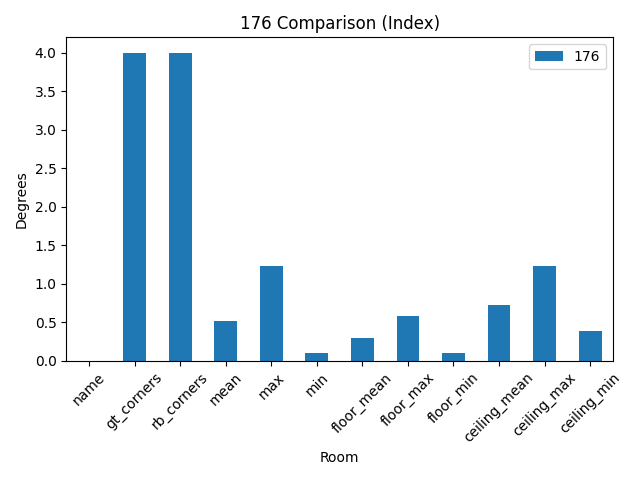 176 Comparison (Index)
176
Degrees
4.0
3.5
3.0
2.5
2.0
1.5
1.0
0.5
0.0
name
gt_corners
rb_corners
mean
max
min
floor_mean
floor_max
floor_min
ceiling_mean
ceiling_max
ceiling_min
Room